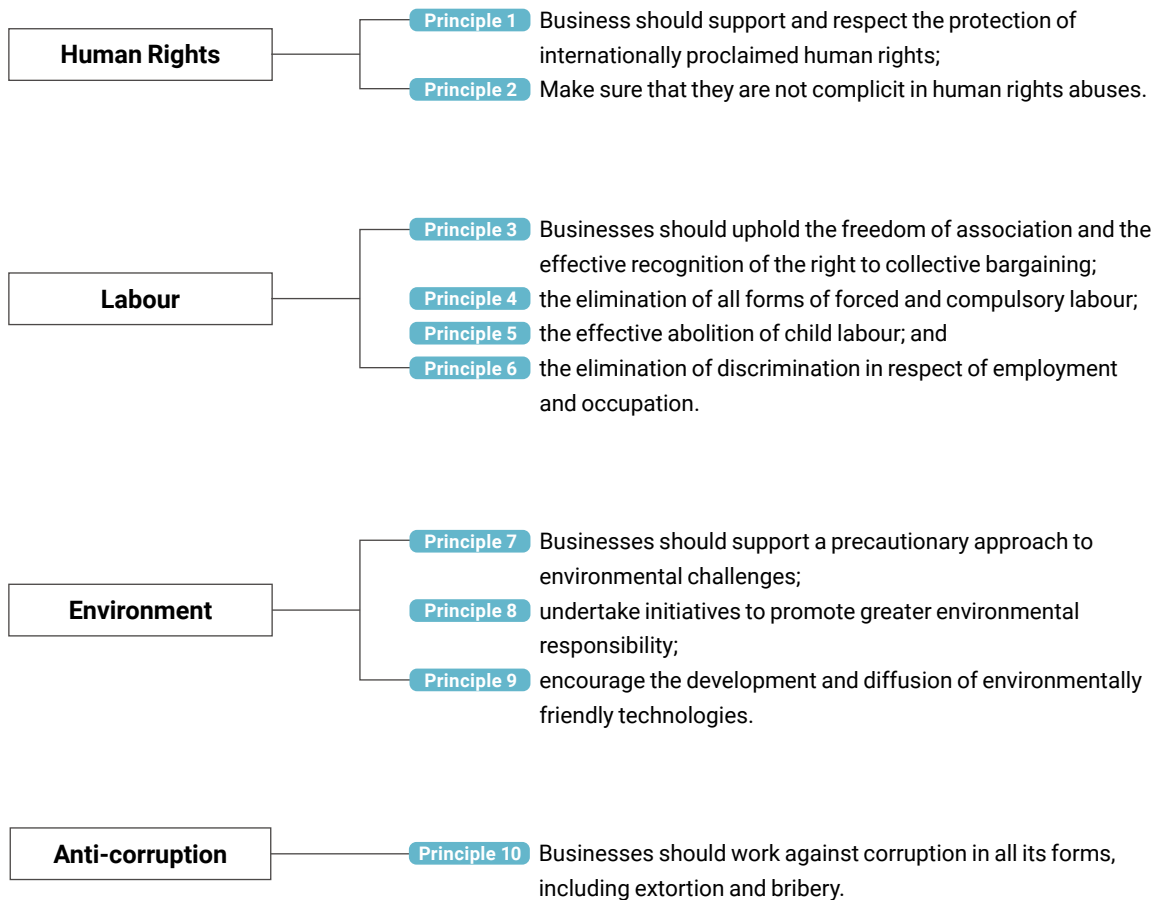 Human Rights
Principle 1 Business should support and respect the protection of
internationally proclaimed human rights;
Principle 2 Make sure that they are not complicit in human rights abuses.
Labour
Principle 3 Businesses should uphold the freedom of association and the
effective recognition of the right to collective bargaining;
Principle 4 the elimination of all forms of forced and compulsory labour;
Principle 5 the effective abolition of child labour; and
Principle 6 the elimination of discrimination in respect of employment
and occupation.
Environment
Principle 7 Businesses should support a precautionary approach to
environmental challenges;
Principle 8 undertake initiatives to promote greater environmental
responsibility;
Principle 9 encourage the development and diffusion of environmentally
friendly technologies.
Anti-corruption
Principle 10 Businesses should work against corruption in all its forms,
including extortion and bribery.